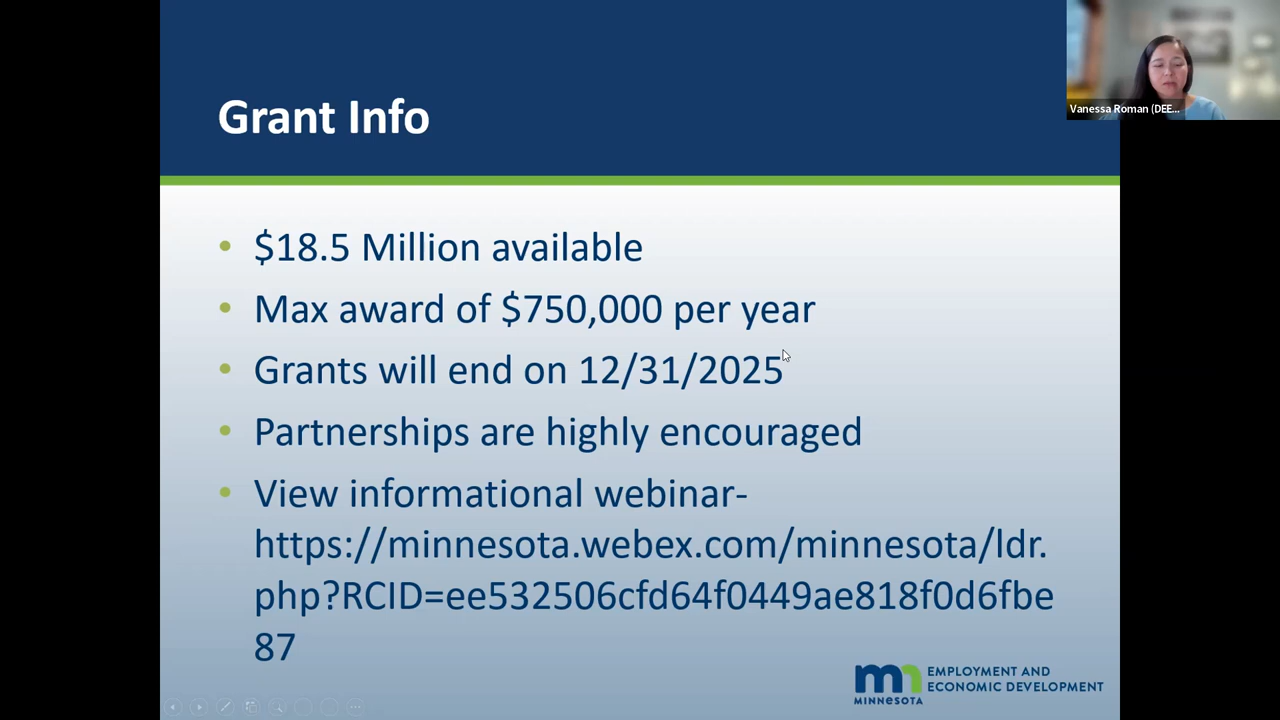 Grant Info
Vanessa Roman (DEE...
• $18.5 Million available
• Max award of $750,000 per year
• Grants will end on 12/31/2025
• Partnerships are highly encouraged
• View informational webinar-
https://minnesota.webex.com/minnesota/ldr.
php?RCID=ee532506cfd64f0449ae818f0d6fbe
87
mn EMPLOYMENT AND
MINNESOTA ECONOMIC DEVELOPMENT